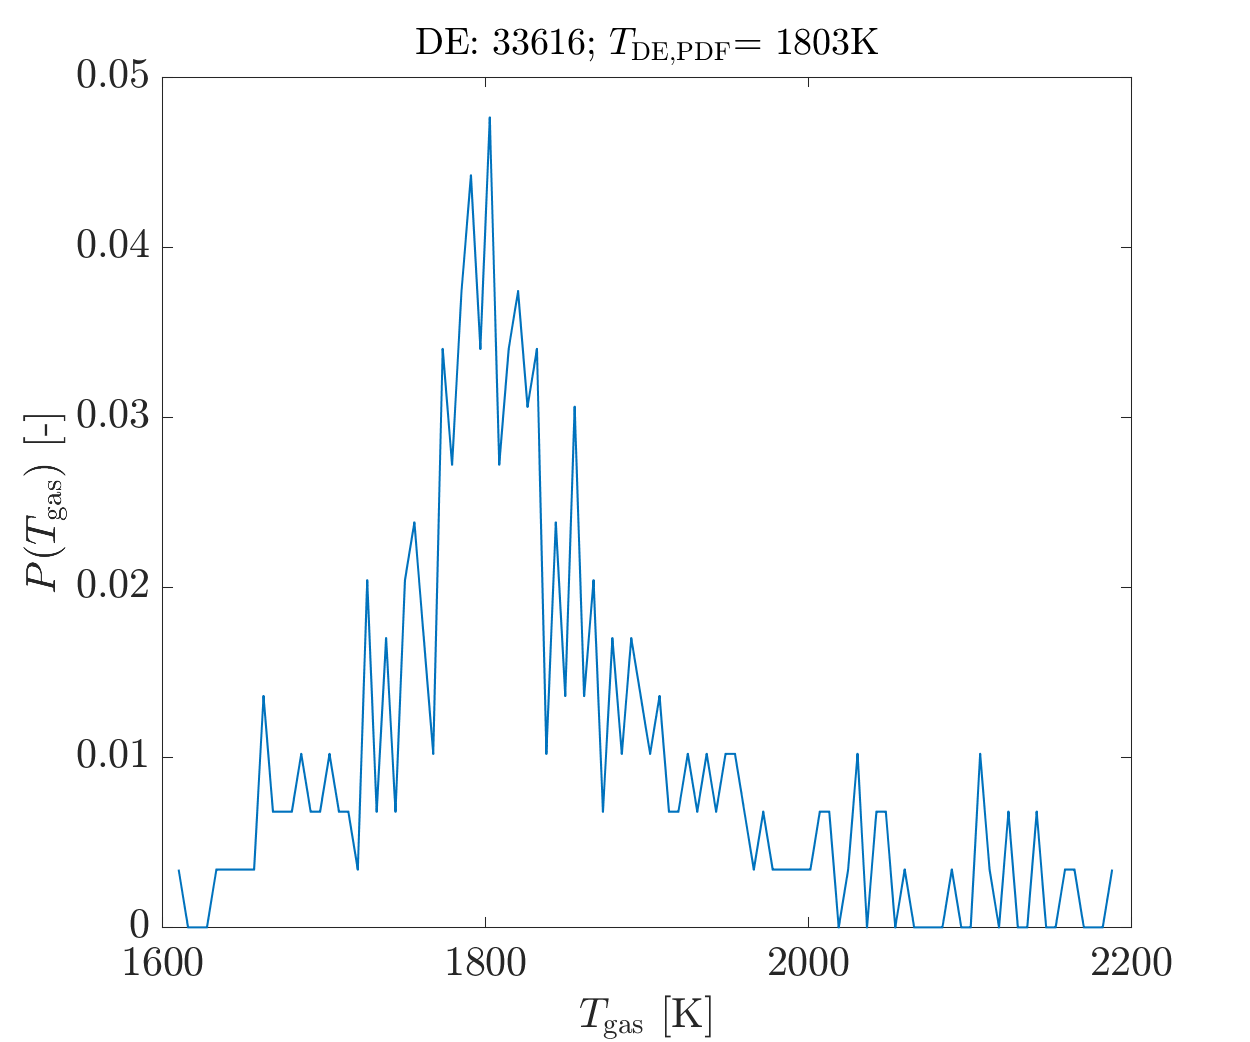 DE: 33616; T_DE,PDF= 1803K
0.05
0.04
0.03
0.02
0.01
0
P(T_gas) [-]
1600 1800 2000 2200
T_gas [K]